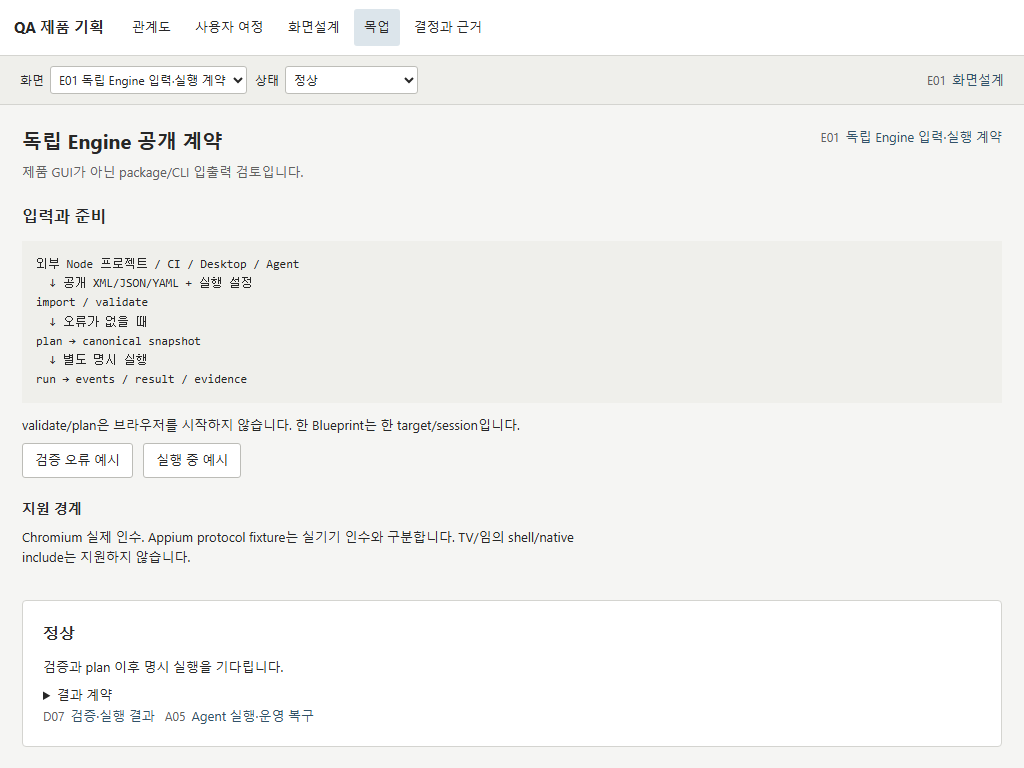 QA 제품 기획 관계도 사용자 여정 화면설계 목업 결정과 근거
화면 E01 독립 Engine 입력·실행 계약 상태 정상 E01 화면설계
독립 Engine 공개 계약 E01 독립 Engine 입력·실행 계약
제품 GUI가 아닌 package/CLI 입출력 검토입니다.
입력과 준비
외부 Node 프로젝트 / CI / Desktop / Agent
↓ 공개 XML/JSON/YAML + 실행 설정
import / validate
↓ 오류가 없을 때
plan → canonical snapshot
↓ 별도 명시 실행
run → events / result / evidence
validate/plan은 브라우저를 시작하지 않습니다. 한 Blueprint는 한 target/session입니다.
검증 오류 예시 실행 중 예시
지원 경계
Chromium 실제 인수. Appium protocol fixture는 실기기 인수와 구분합니다. TV/임의 shell/native
include는 지원하지 않습니다.
정상
검증과 plan 이후 명시 실행을 기다립니다.
▶ 결과 계약
D07 검증·실행 결과 A05 Agent 실행·운영 복구